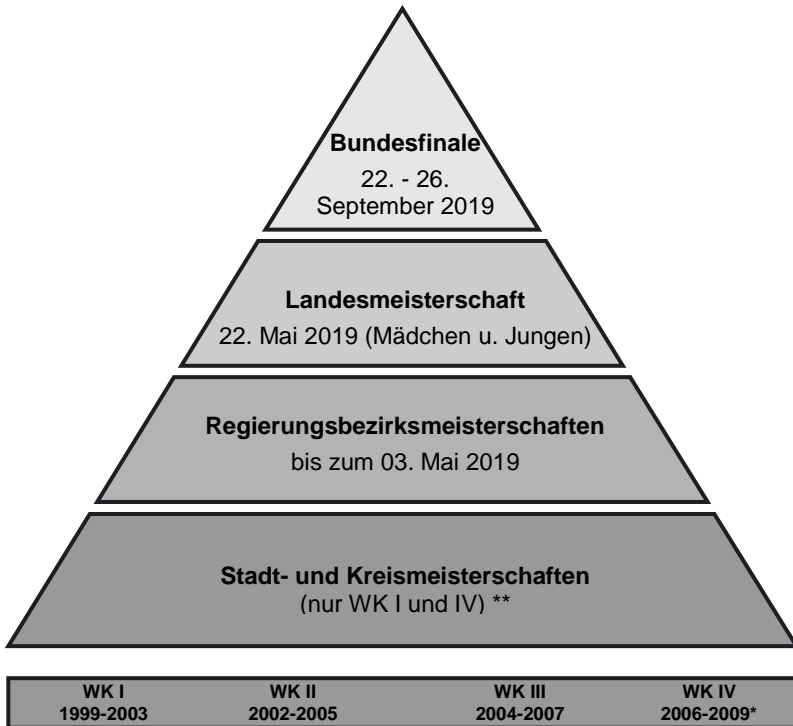 Bundesfinale
22. - 26.
September 2019
Landesmeisterschaft
22. Mai 2019 (Mädchen u. Jungen)
Regierungsbezirksmeisterschaften
bis zum 03. Mai 2019
Stadt- und Kreismeisterschaften
(nur WK I und IV) **
WK I WK II WK III WK IV
1999-2003 2002-2005 2004-2007 2006-2009*